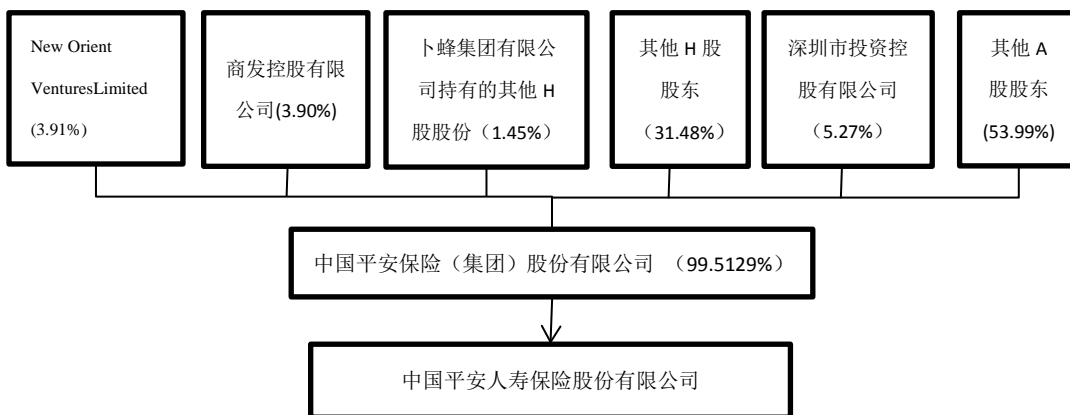 New Orient
VenturesLimited
(3.91%)
商发控股有限
公司(3.90%)
卜蜂集团有限公
司持有的其他 H
股股份（1.45%）
其他 H 股
股东
（31.48%）
深圳市投资控
股有限公司
（5.27%）
其他 A
股股东
(53.99%)
中国平安保险（集团）股份有限公司 （99.5129%）
中国平安人寿保险股份有限公司